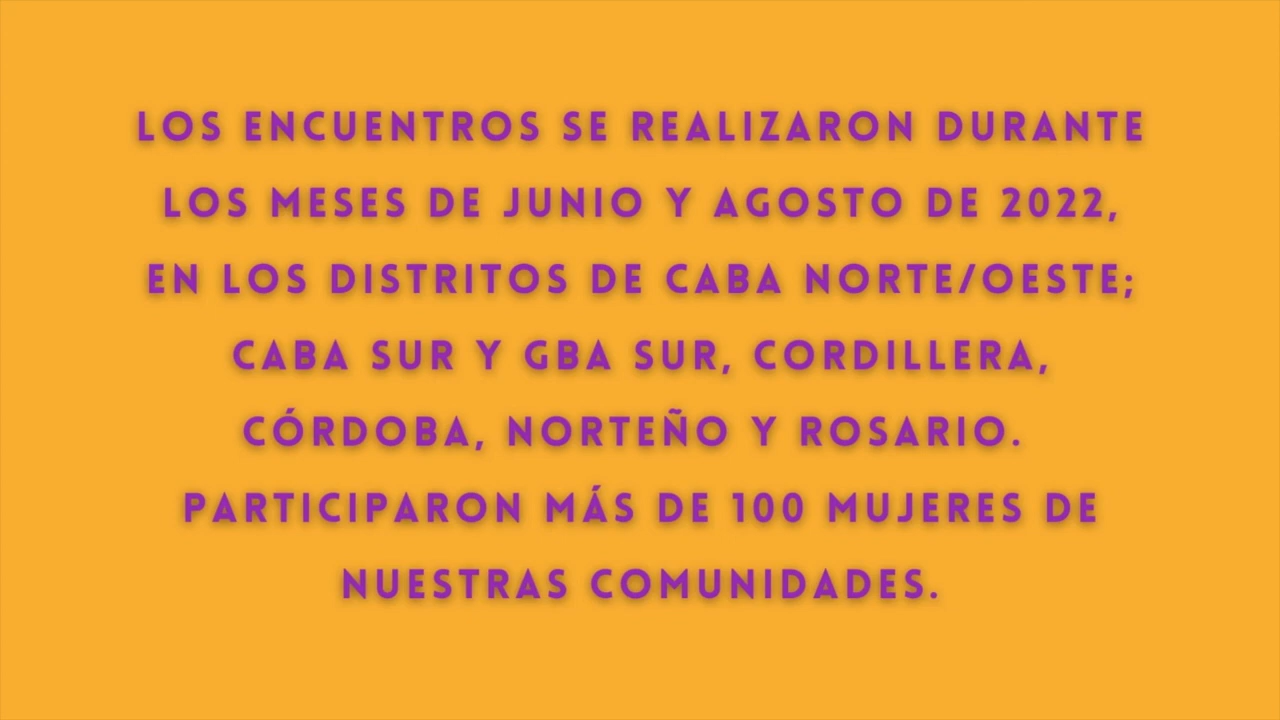 LOS ENCUENTROS SE REALIZARON DURANTE
LOS MESES DE JUNIO Y AGOSTO DE 2022,
EN LOS DISTRITOS DE CABA NORTE/OESTE;
CABA SUR Y GBA SUR, CORDILLERA,
CÓRDOBA, NORTEÑO Y ROSARIO.
PARTICIPARON MÁS DE 100 MUJERES DE
NUESTRAS COMUNIDADES.